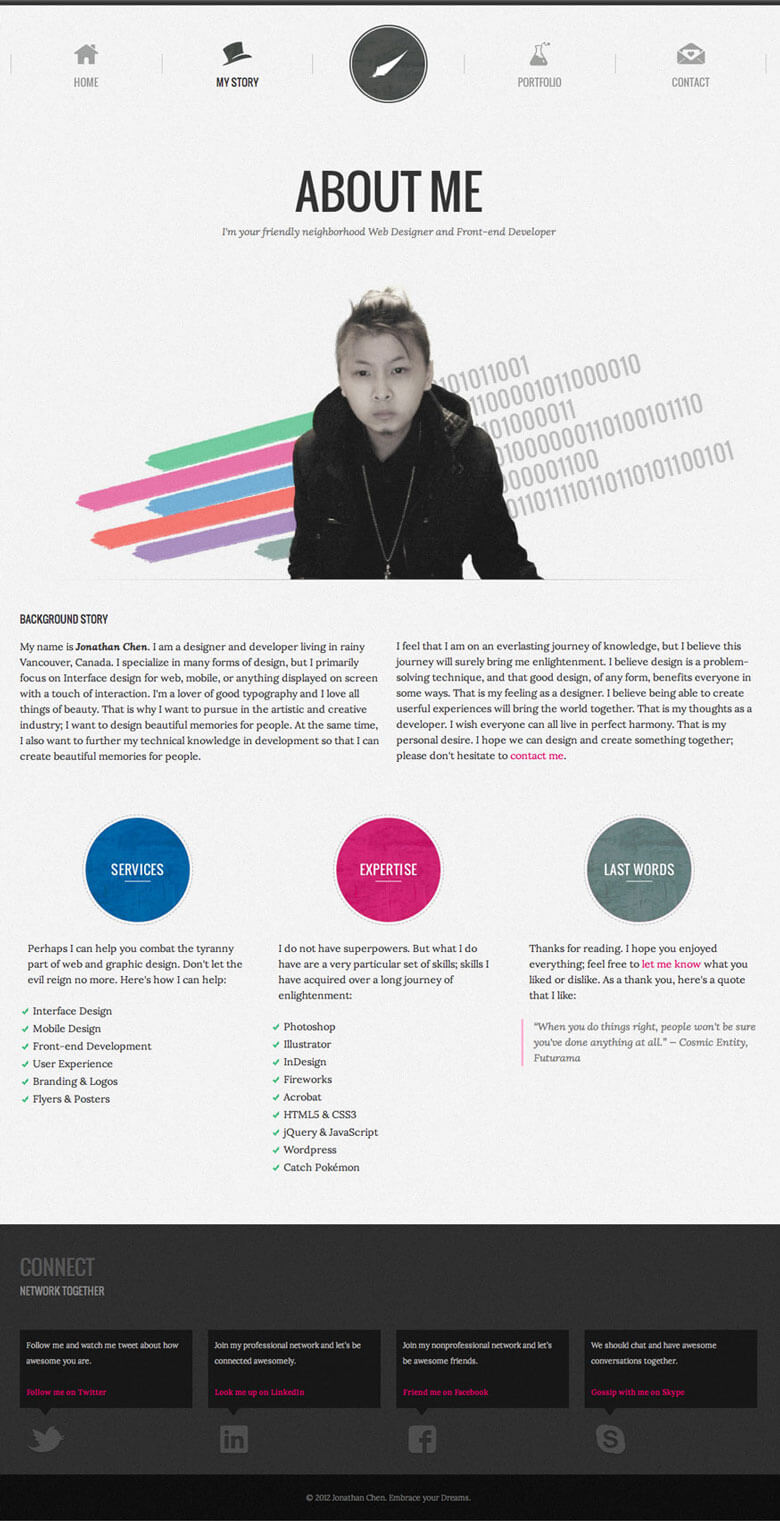 HOME
MY STORY
PORTFOLIO
CONTACT
ABOUT ME
I'm your friendly neighborhood Web Designer and Front-end Developer
BACKGROUND STORY
My name is Jonathan Chen. I am a designer and developer living in rainy
Vancouver, Canada. I specialize in many forms of design, but I primarily
focus on Interface design for web, mobile, or anything displayed on screen
with a touch of interaction. I'm a lover of good typography and I love all
things of beauty. That is why I want to pursue in the artistic and creative
industry; I want to design beautiful memories for people. At the same time,
I also want to further my technical knowledge in development so that I can
create beautiful memories for people.
I feel that I am on an everlasting journey of knowledge, but I believe this
journey will surely bring me enlightenment. I believe design is a problem-
solving technique, and that good design, of any form, benefits everyone in
some ways. That is my feeling as a designer. I believe being able to create
userful experiences will bring the world together. That is my thoughts as a
developer. I wish everyone can all live in perfect harmony. That is my
personal desire. I hope we can design and create something together;
please don't hesitate to contact me.
SERVICES
Perhaps I can help you combat the tyranny
part of web and graphic design. Don't let the
evil reign no more. Here's how I can help:
Interface Design
Mobile Design
Front-end Development
User Experience
Branding & Logos
Flyers & Posters
EXPERTISE
I do not have superpowers. But what I do
have are a very particular set of skills; skills I
have acquired over a long journey of
enlightenment:
Photoshop
Illustrator
InDesign
Fireworks
Acrobat
HTML5 & CSS3
jQuery & JavaScript
Wordpress
Catch Pokémon
LAST WORDS
Thanks for reading. I hope you enjoyed
everything; feel free to let me know what you
liked or dislike. As a thank you, here's a quote
that I like:
“When you do things right, people won't be sure
you've done anything at all.” — Cosmic Entity,
Futurama
CONNECT
NETWORK TOGETHER
Follow me and watch me tweet about how
awesome you are.
Follow me on Twitter
Join my professional network and let's be
connected awesomely.
Look me up on LinkedIn
Join my nonprofessional network and let's
be awesome friends.
Friend me on Facebook
We should chat and have awesome
conversations together.
Gossip with me on Skype
© 2012 Jonathan Chen. Embrace your Dreams.